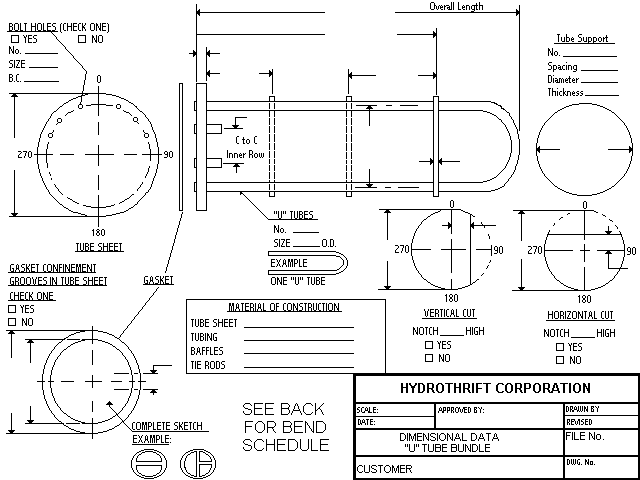 Overall Length
BOLT HOLES (CHECK ONE)
YES NO
No.
SIZE
B.C.
0
270 90
180
TUBE SHEET
C to C
Inner Row
Tube Support
No.
Spacing
Diameter
Thickness
"U" TUBES
No.
SIZE O.D.
EXAMPLE
ONE "U" TUBE
0
270 90
180
VERTICAL CUT
NOTCH HIGH
YES
NO
0
270 90
180
HORIZONTAL CUT
NOTCH HIGH
YES
NO
GASKET CONFINEMENT
GROOVES IN TUBE SHEET
CHECK ONE
YES
NO
GASKET
MATERIAL OF CONSTRUCTION
TUBE SHEET
TUBING
BAFFLES
TIE RODS
COMPLETE SKETCH
EXAMPLE:
SEE BACK
FOR BEND
SCHEDULE
HYDROTHRIFT CORPORATION
SCALE: APPROVED BY: DRAWN BY
DATE: REVISED
DIMENSIONAL DATA
"U" TUBE BUNDLE
FILE No.
CUSTOMER
DWG. No.